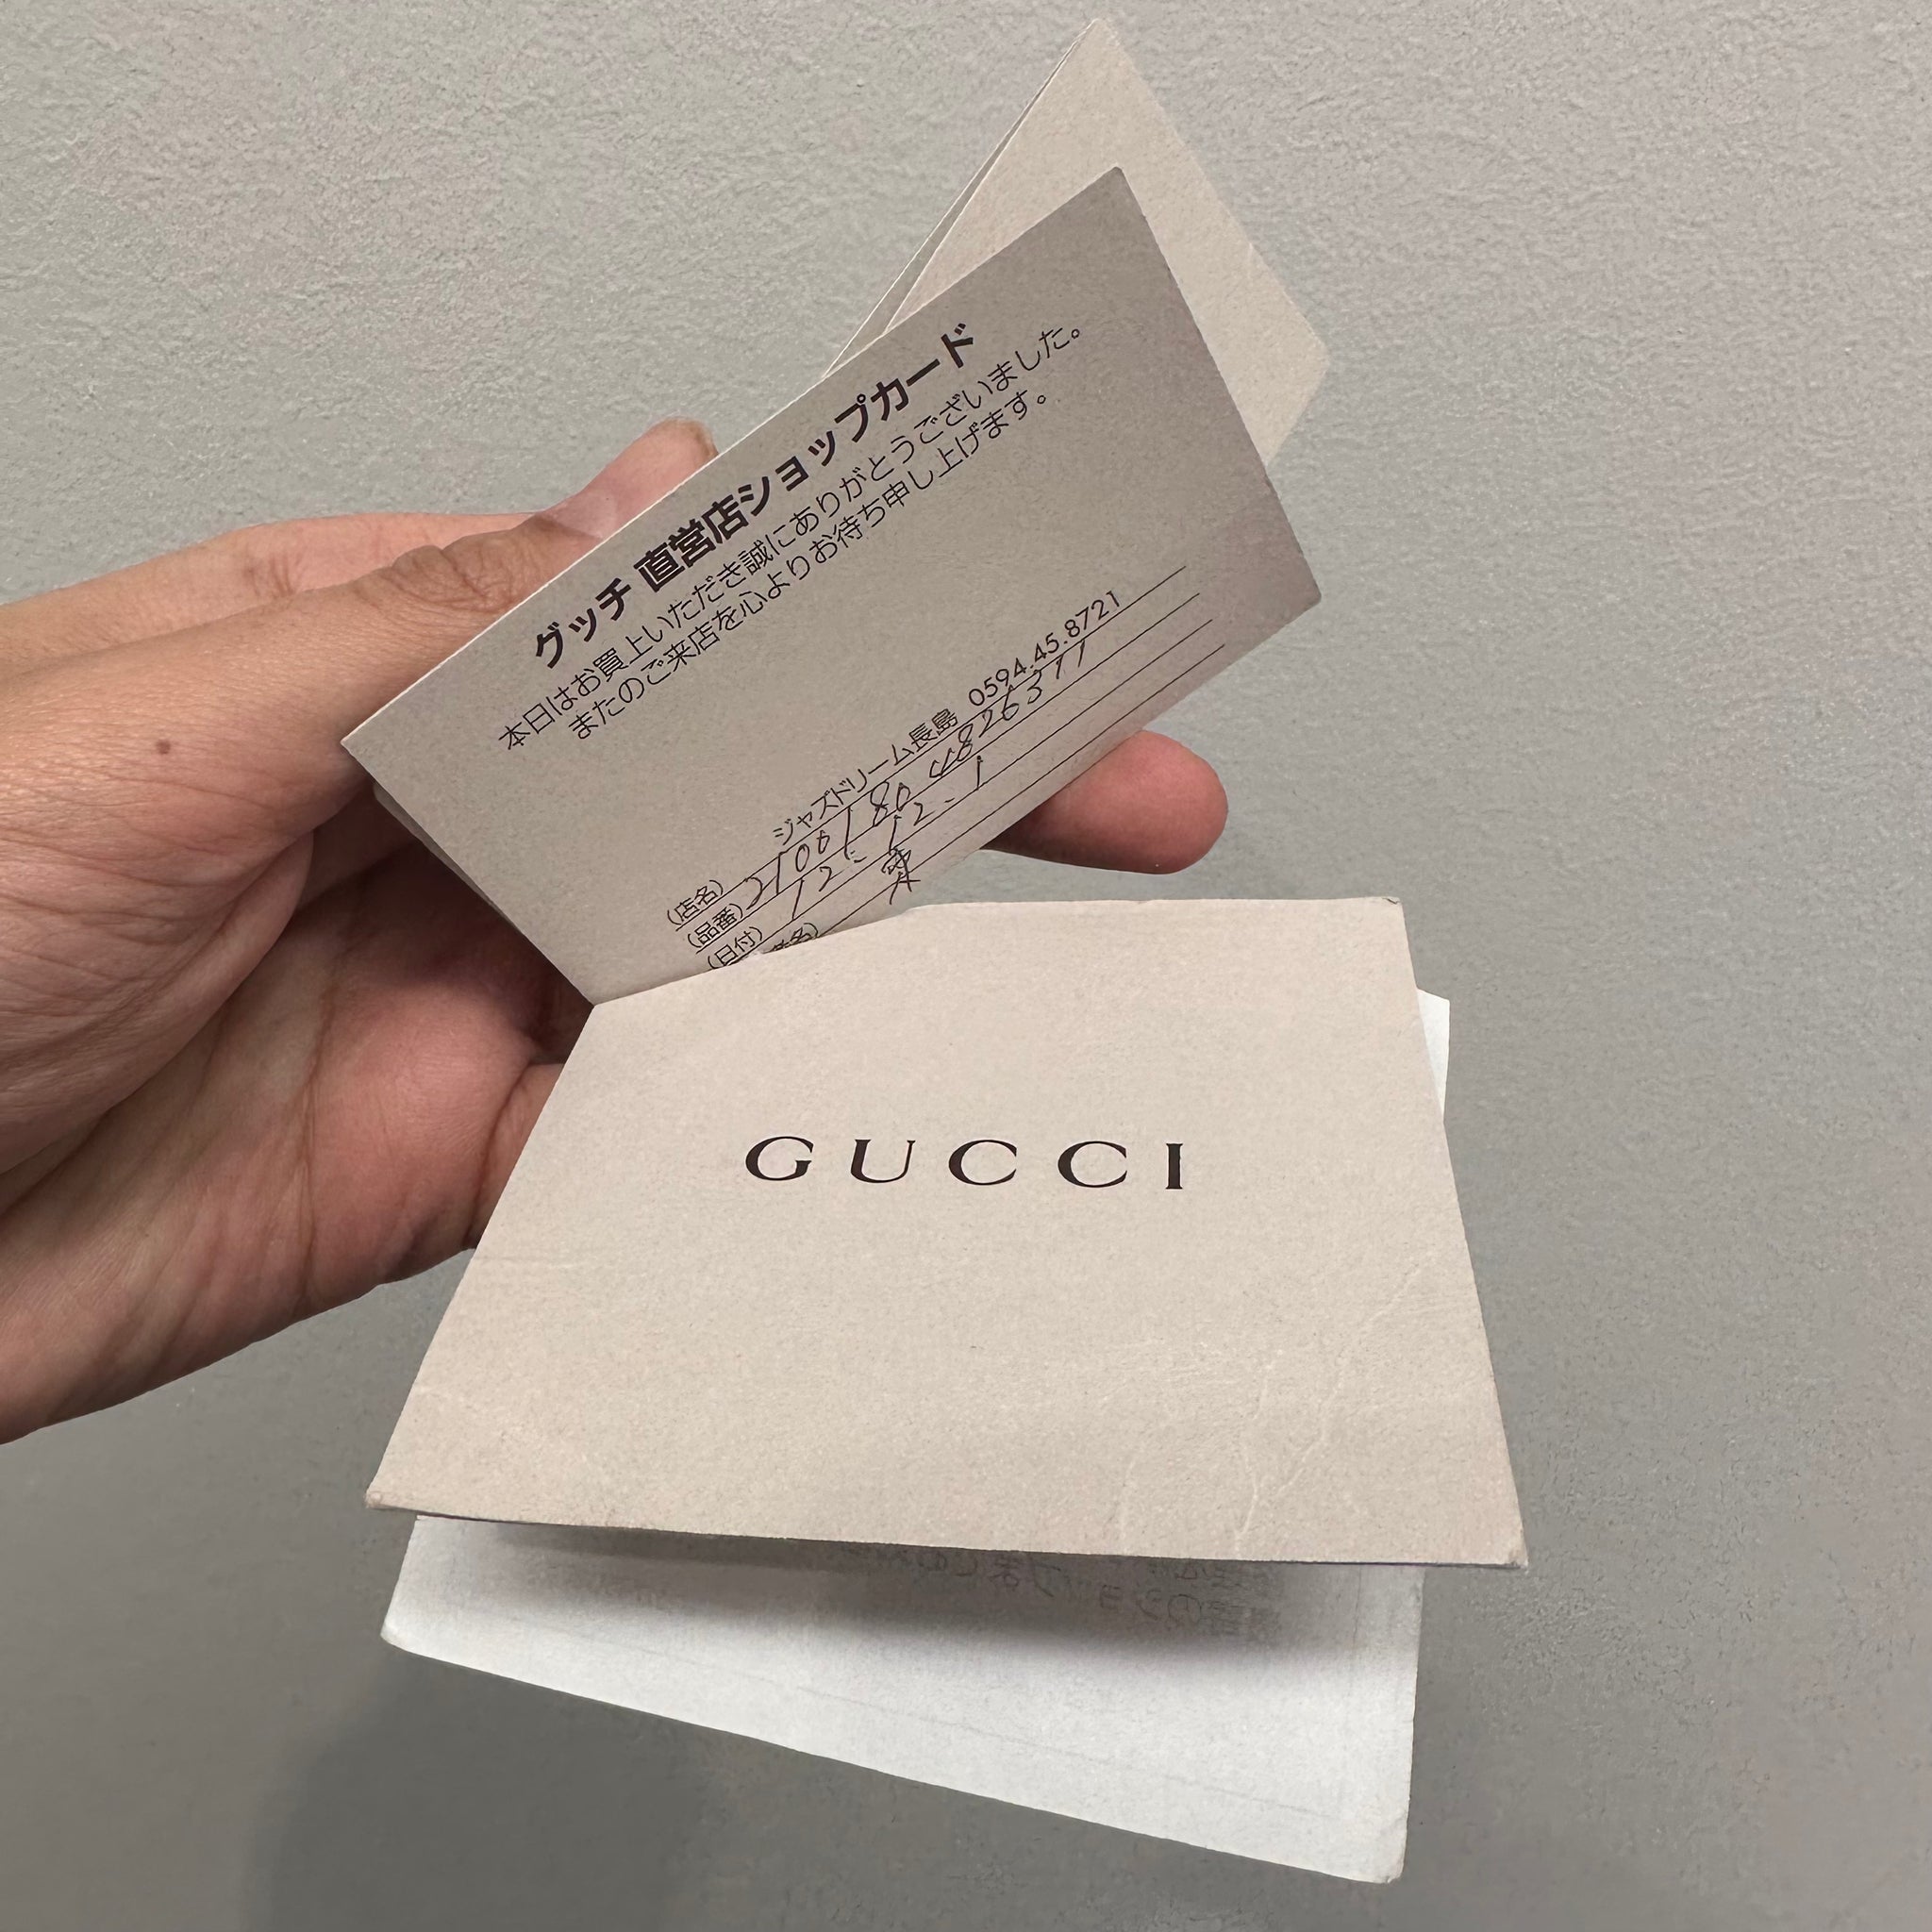 グッチ 直営店ショップカード
本日はお買上いただき誠にありがとうございました。
またのご来店を心よりお待ち申し上げます。
(店名) ジャズドリーム長島 0594.45.8721
(品番)
(日付) 12. 12. 1
GUCCI